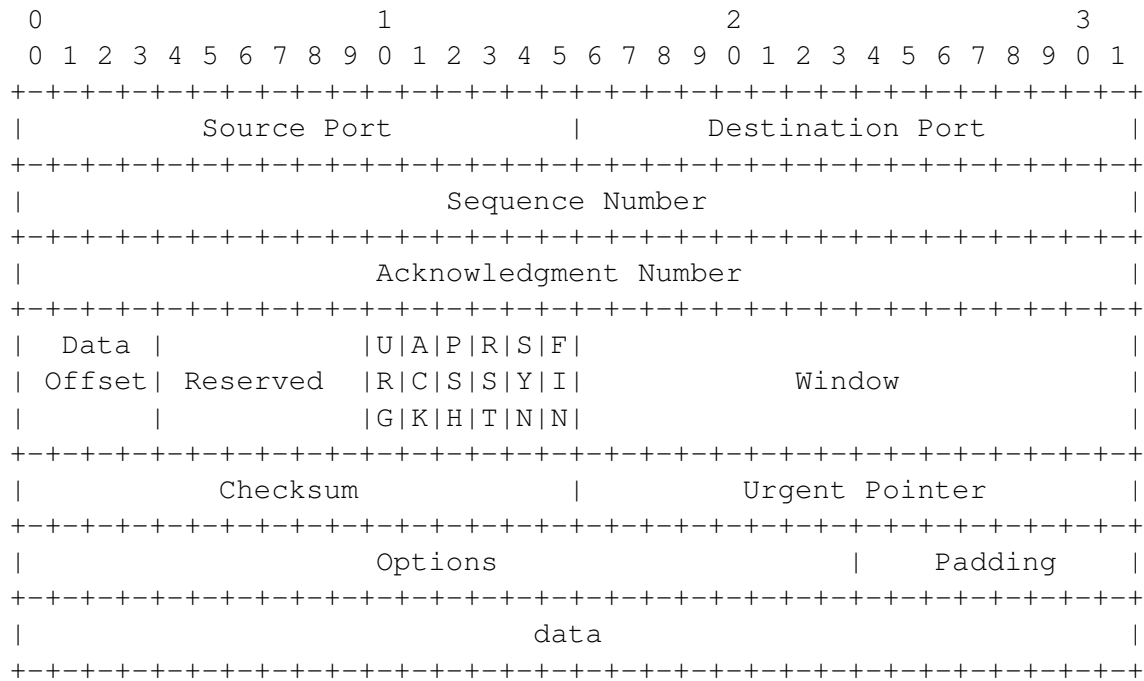 0                   1                   2                   3
 0 1 2 3 4 5 6 7 8 9 0 1 2 3 4 5 6 7 8 9 0 1 2 3 4 5 6 7 8 9 0 1
+-+-+-+-+-+-+-+-+-+-+-+-+-+-+-+-+-+-+-+-+-+-+-+-+-+-+-+-+-+-+-+-+
|          Source Port          |       Destination Port        |
+-+-+-+-+-+-+-+-+-+-+-+-+-+-+-+-+-+-+-+-+-+-+-+-+-+-+-+-+-+-+-+-+
|                        Sequence Number                        |
+-+-+-+-+-+-+-+-+-+-+-+-+-+-+-+-+-+-+-+-+-+-+-+-+-+-+-+-+-+-+-+-+
|                    Acknowledgment Number                      |
+-+-+-+-+-+-+-+-+-+-+-+-+-+-+-+-+-+-+-+-+-+-+-+-+-+-+-+-+-+-+-+-+
|  Data |           |U|A|P|R|S|F|                               |
| Offset| Reserved  |R|C|S|S|Y|I|            Window             |
|       |           |G|K|H|T|N|N|                               |
+-+-+-+-+-+-+-+-+-+-+-+-+-+-+-+-+-+-+-+-+-+-+-+-+-+-+-+-+-+-+-+-+
|           Checksum            |         Urgent Pointer        |
+-+-+-+-+-+-+-+-+-+-+-+-+-+-+-+-+-+-+-+-+-+-+-+-+-+-+-+-+-+-+-+-+
|                    Options                    |    Padding    |
+-+-+-+-+-+-+-+-+-+-+-+-+-+-+-+-+-+-+-+-+-+-+-+-+-+-+-+-+-+-+-+-+
|                             data                              |
+-+-+-+-+-+-+-+-+-+-+-+-+-+-+-+-+-+-+-+-+-+-+-+-+-+-+-+-+-+-+-+-+